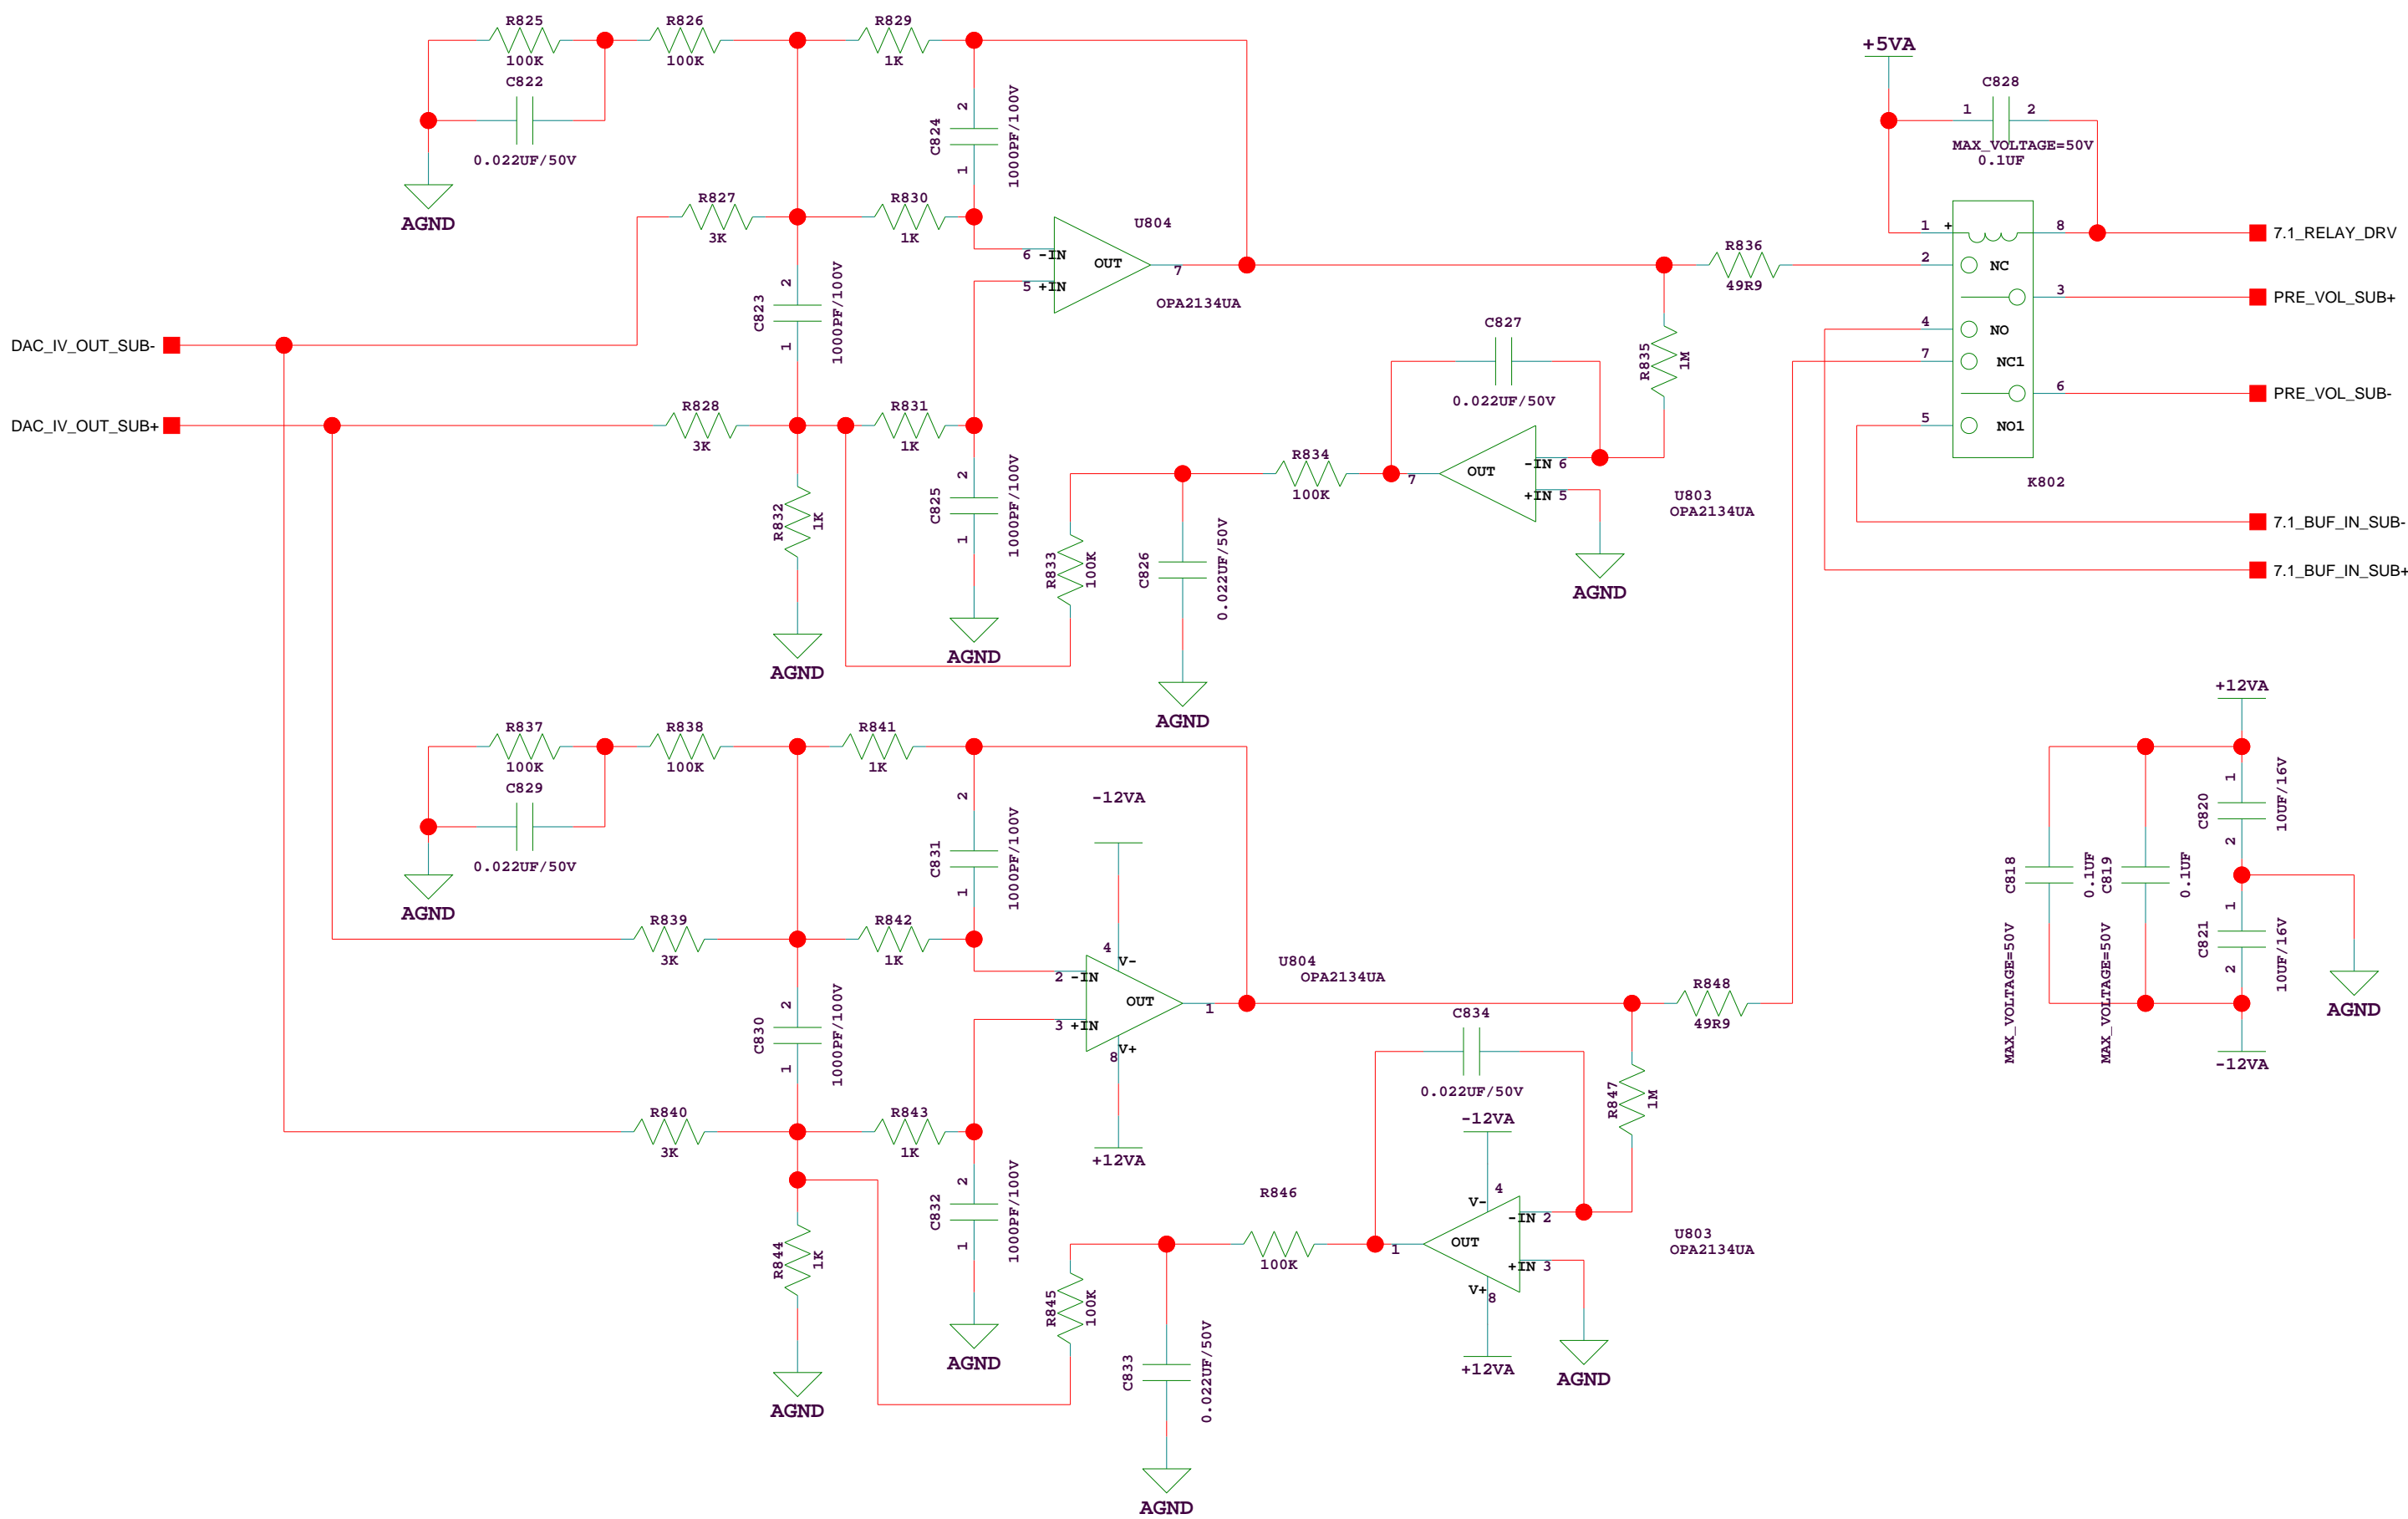 R825
R826
R829
100K
100K
1K
C822
0.022UF/50V
AGND
C824
2
1
1000PF/100V
+5VA
C828
1
2
MAX_VOLTAGE=50V
0.1UF
R827
3K
R830
1K
U804
6 -IN
5 +IN
OUT
7
OPA2134UA
C823
2
1
1000PF/100V
R836
49R9
1 +
8
2
NC
3
4
NO
7
NC1
6
5
NO1
K802
7.1_RELAY_DRV
PRE_VOL_SUB+
PRE_VOL_SUB-
7.1_BUF_IN_SUB-
7.1_BUF_IN_SUB+
DAC_IV_OUT_SUB-
DAC_IV_OUT_SUB+
R828
3K
R831
1K
C827
0.022UF/50V
R835
1M
R832
1K
C825
2
1
1000PF/100V
R833
100K
C826
0.022UF/50V
R834
100K
7
OUT
-IN 6
+IN 5
U803
OPA2134UA
AGND
AGND
AGND
AGND
R837
R838
R841
100K
100K
1K
C829
0.022UF/50V
AGND
C831
2
1
1000PF/100V
-12VA
R839
3K
R842
1K
4
V-
2 -IN
3 +IN
OUT
1
V+
8
+12VA
U804
OPA2134UA
C830
2
1
1000PF/100V
R848
49R9
R840
3K
R843
1K
C834
0.022UF/50V
R847
1M
-12VA
R844
1K
C832
2
1
1000PF/100V
R845
100K
R846
100K
C833
0.022UF/50V
4
V-
-IN 2
OUT
1
+IN 3
V+
8
+12VA
U803
OPA2134UA
AGND
AGND
AGND
AGND
+12VA
C818
0.1UF
MAX_VOLTAGE=50V
C819
0.1UF
MAX_VOLTAGE=50V
C820
1
2
10UF/16V
C821
1
2
10UF/16V
AGND
-12VA